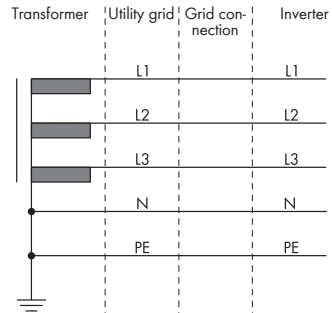 Transformer Utility grid Grid con- Inverter
nection
L1 L1
L2 L2
L3 L3
N N
PE PE